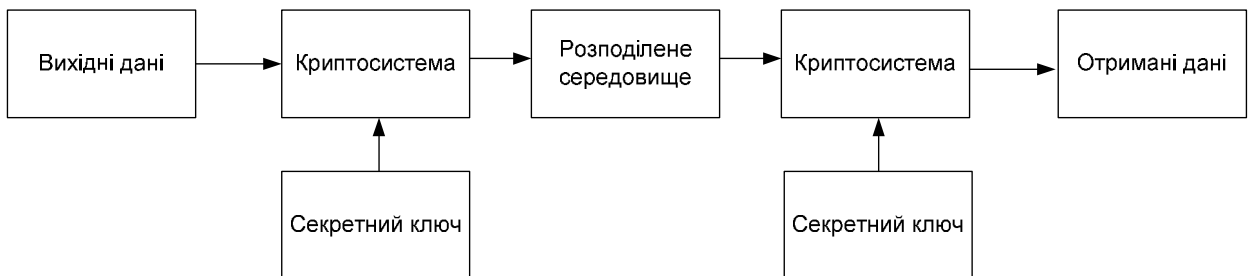 Вихідні дані
Криптосистема
Розподілене
середовище
Криптосистема
Отримані дані
Секретний ключ
Секретний ключ